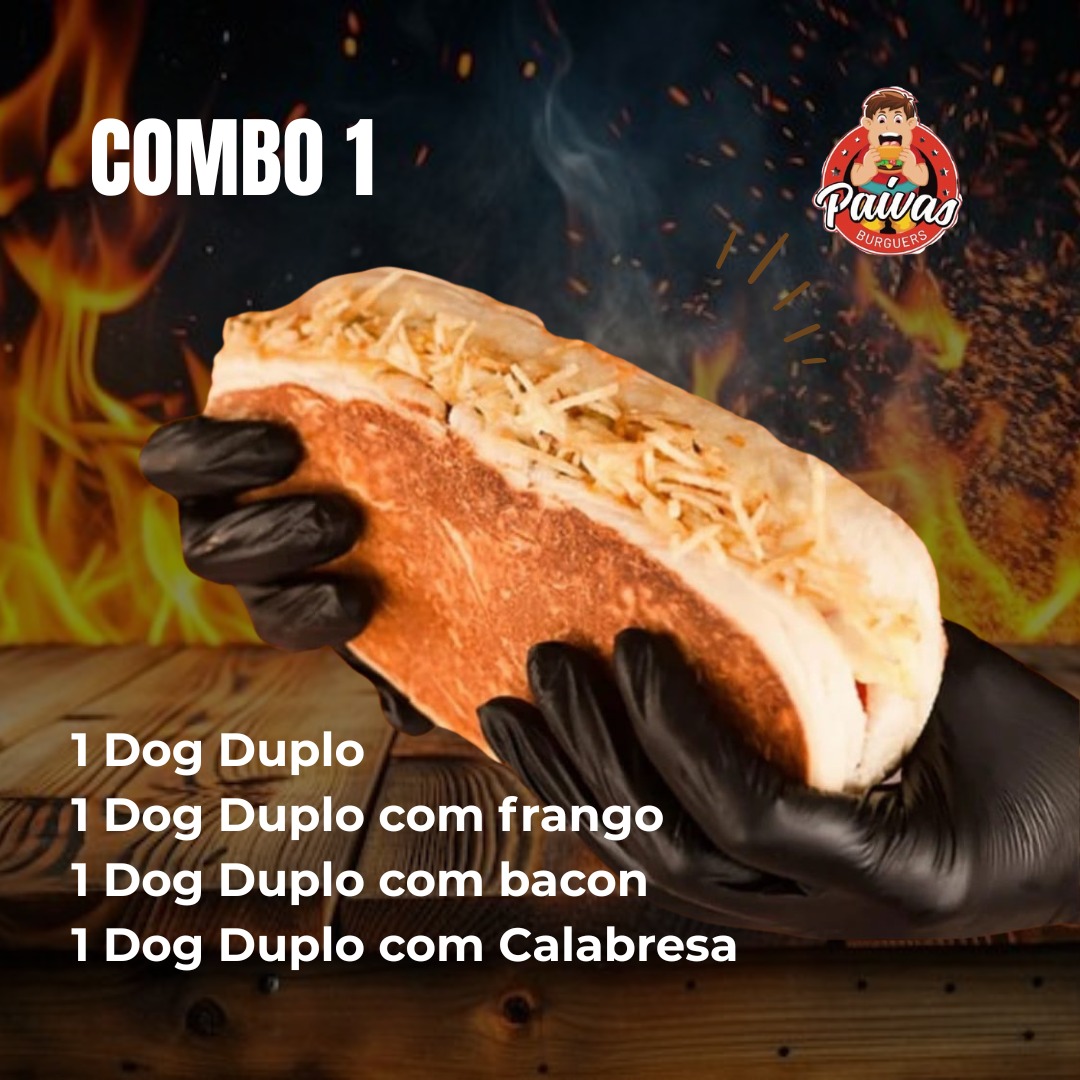 COMBO 1
Paivas
BURGUERS
1 Dog Duplo
1 Dog Duplo com frango
1 Dog Duplo com bacon
1 Dog Duplo com Calabresa